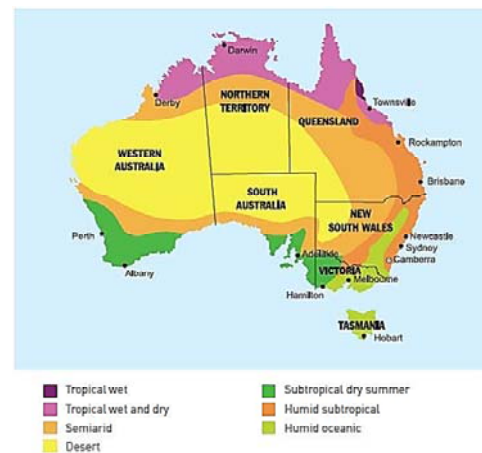 Darwin
Derby
NORTHERN
TERRITORY
Townsville
QUEENSLAND
Rockampton
WESTERN
AUSTRALIA
Brisbane
SOUTH
AUSTRALIA
NEW
SOUTH WALES
Perth
Newcastle
Sydney
Adelaide
Camberra
Albany
VICTORIA
Melbourne
Hamilton
TASMANIA
Hobart
Tropical wet
Tropical wet and dry
Semiarid
Desert
Subtropical dry summer
Humid subtropical
Humid oceanic